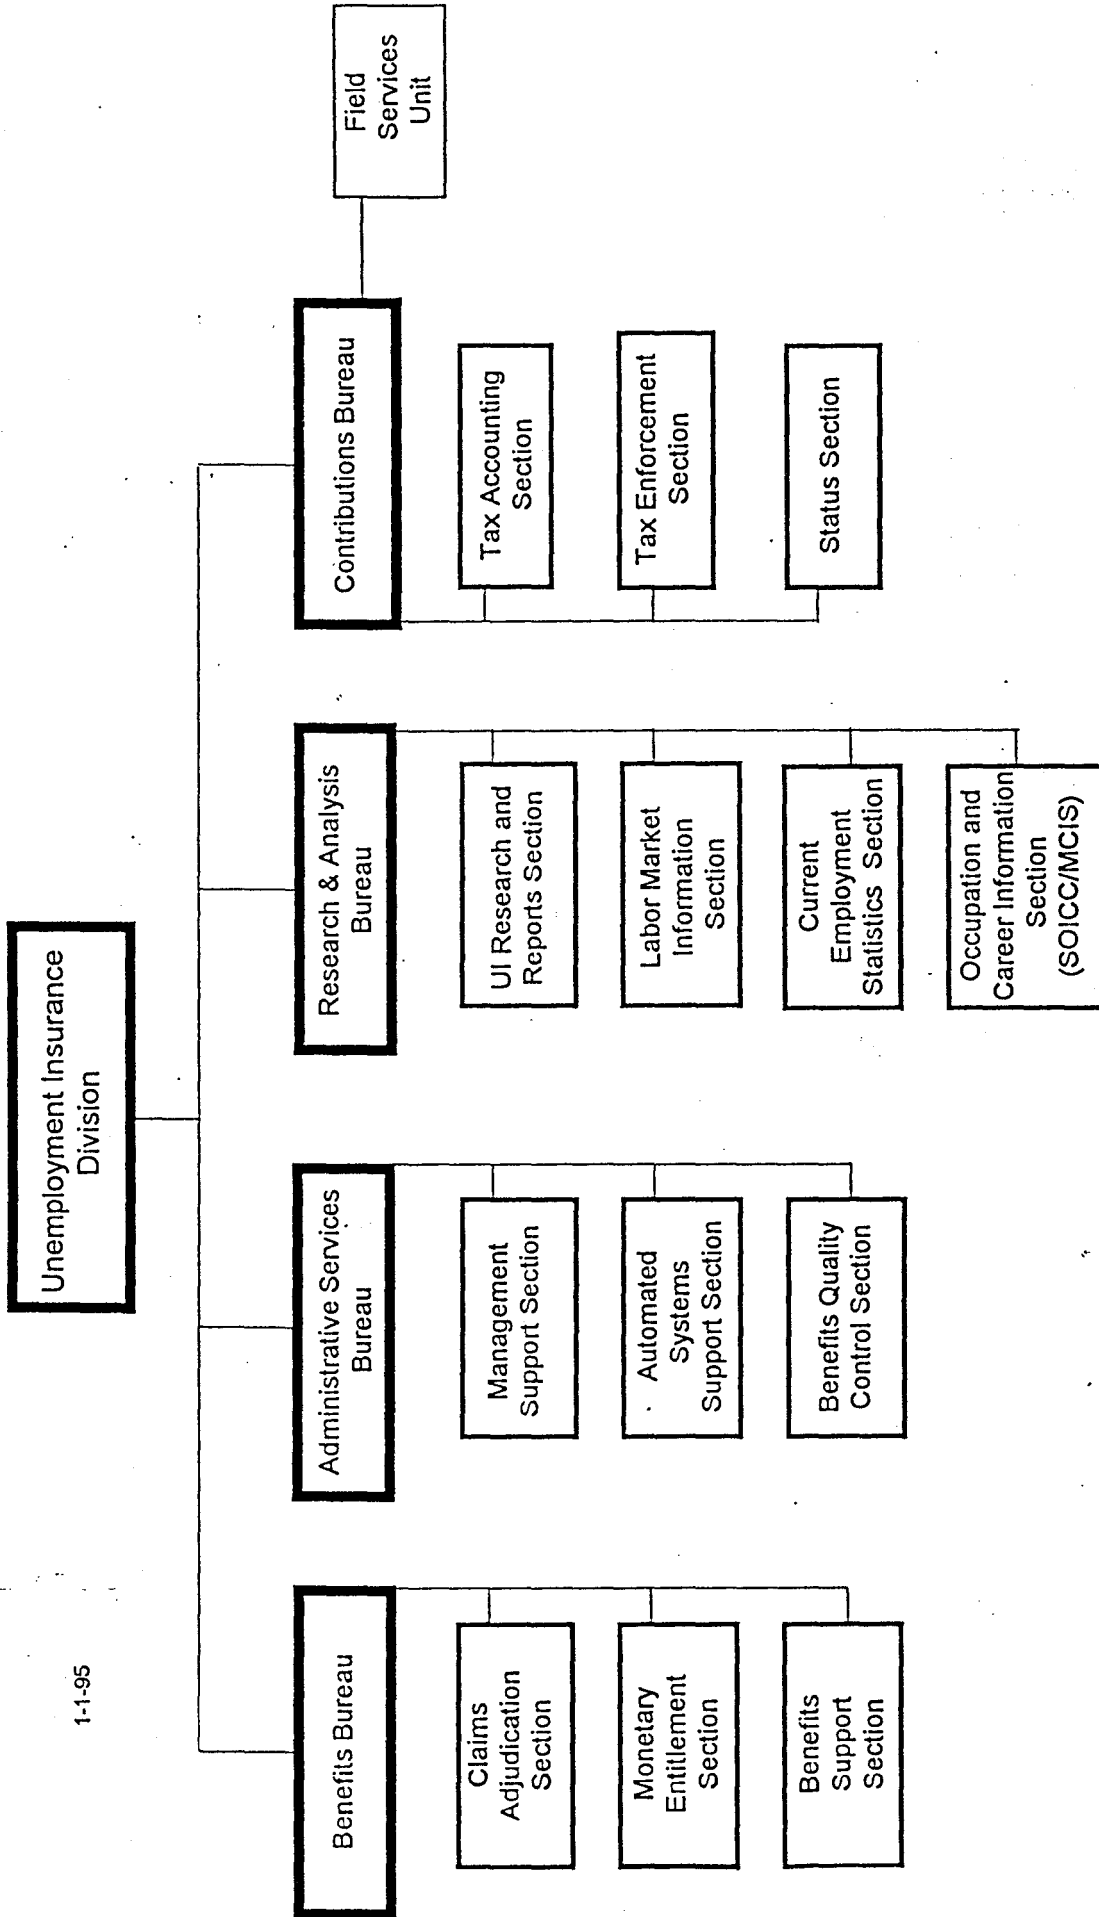 1-1-95
Unemployment Insurance
Division
Benefits Bureau
Claims
Adjudication
Section
Monetary
Entitlement
Section
Benefits
Support
Section
Administrative Services
Bureau
Management
Support Section
Automated
Systems
Support Section
Benefits Quality
Control Section
Research & Analysis
Bureau
UI Research and
Reports Section
Labor Market
Information
Section
Current
Employment
Statistics Section
Occupation and
Career Information
Section
(SOICC/MCIS)
Contributions Bureau
Tax Accounting
Section
Tax Enforcement
Section
Status Section
Field
Services
Unit